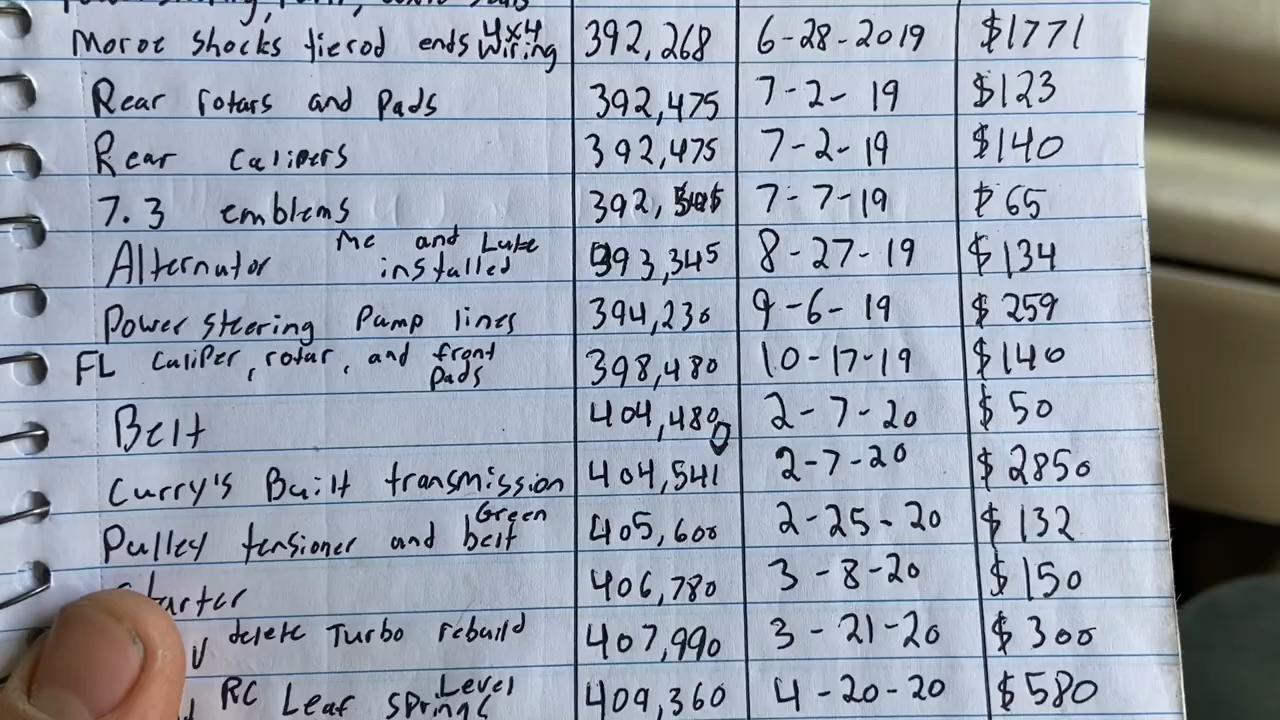 Moroc shocks tierod ends 4x4 Wiring 392,268 6-28-2019 $1771
Rear rotars and Pads 392,475 7-2-19 $123
Rear Calipers 392,475 7-2-19 $140
7.3 emblems 392, 7-7-19 $65
Alternator Me and Luke installed 393,345 8-27-19 $134
Power steering Pump lines 394,230 9-6-19 $259
FL Caliper, rotar, and front Pads 398,480 10-17-19 $140
Belt 404,480 2-7-20 $50
Curry's Built transmission 404,541 2-7-20 $2850
Pulley tensioner and Green belt 405,600 2-25-20 $132
Starter 406,780 3-8-20 $150
delete Turbo rebuild 407,990 3-21-20 $300
RC Leaf Level 409,360 4-20-20 $580